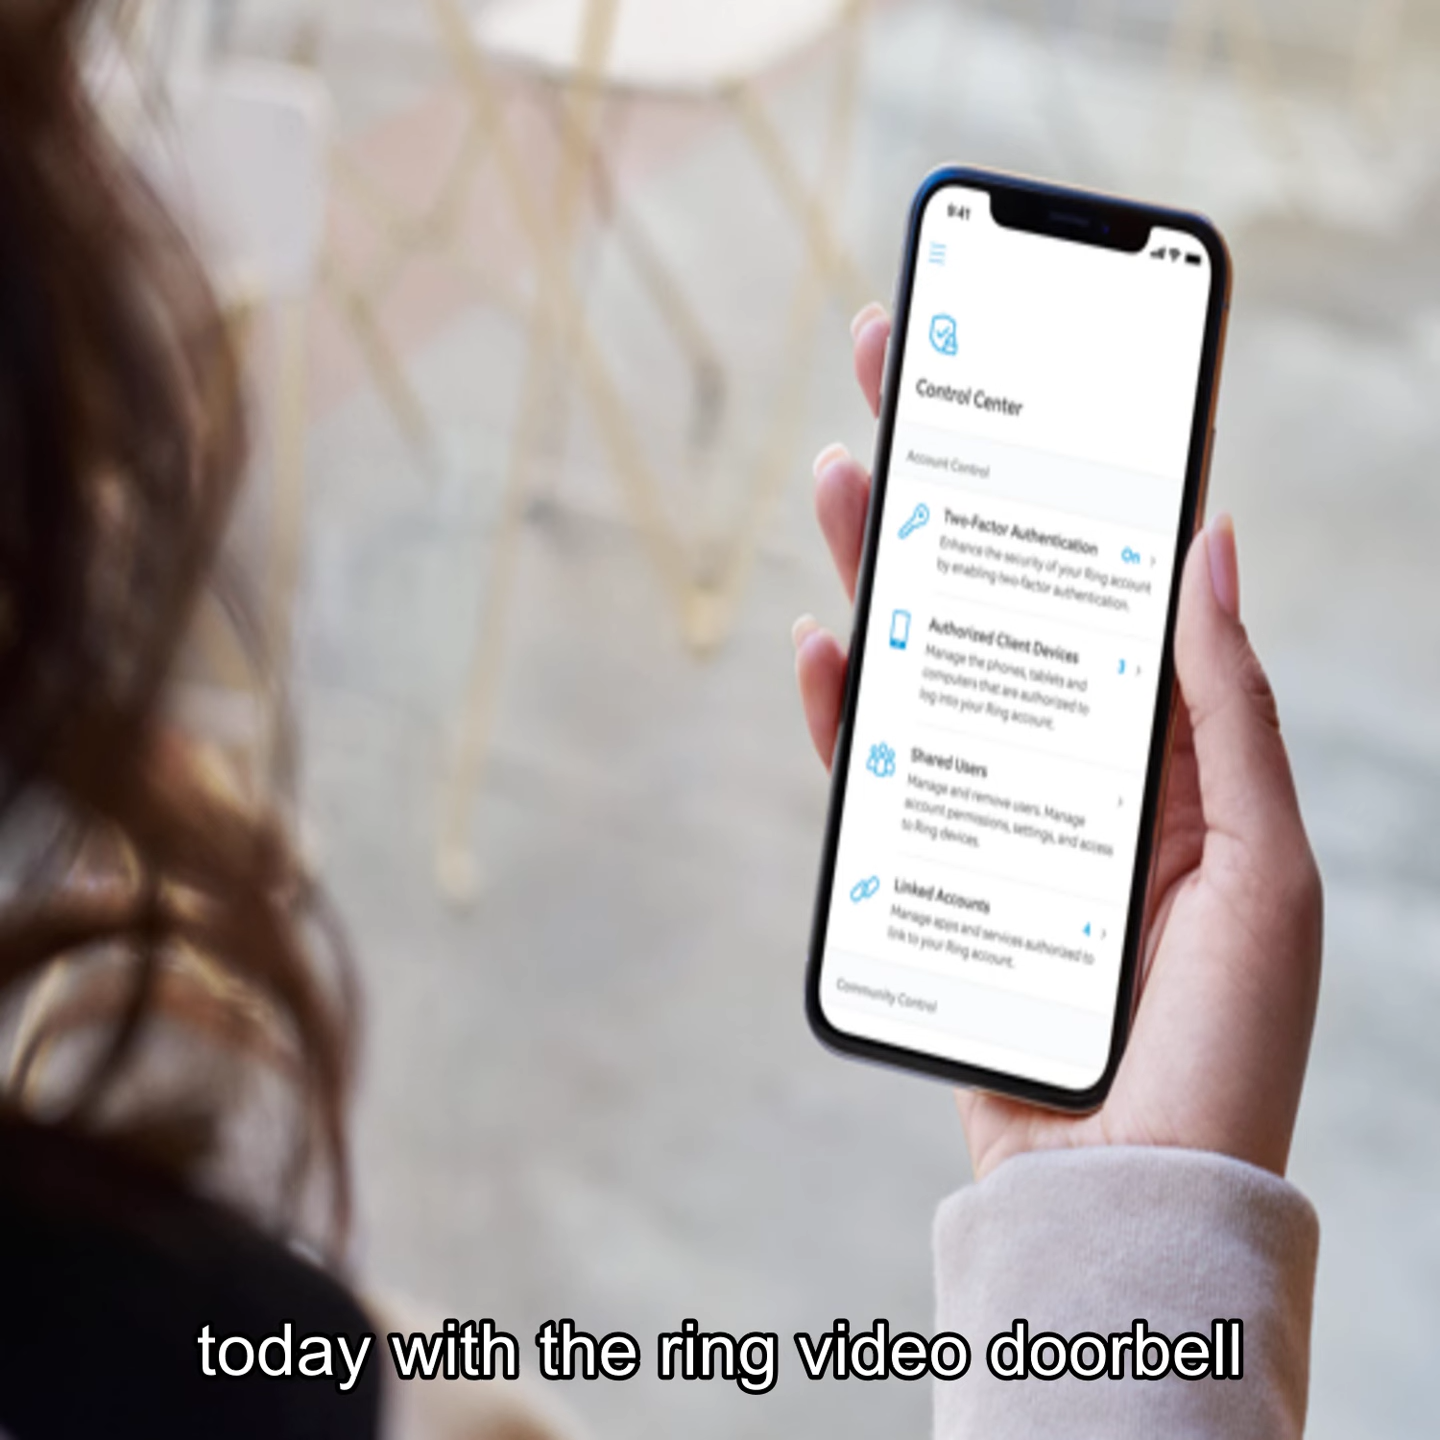 9:41
Control Center
Account Control
Two-Factor Authentication
On
Enhance the security of your Ring account
by enabling two-factor authentication.
Authorized Client Devices
3
Manage the phones, tablets and
computers that are authorized to
log into your Ring account.
Shared Users
Manage and remove users. Manage
account permissions, settings, and access
to Ring devices.
Linked Accounts
4
Manage apps and services authorized to
link to your Ring account.
Community Control
today with the ring video doorbell